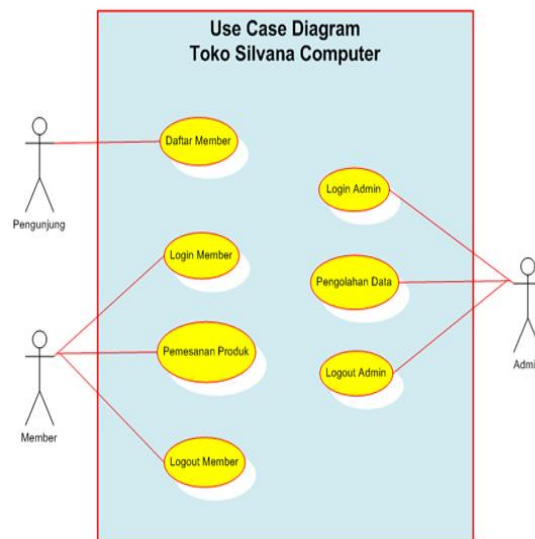 Use Case Diagram
Toko Silvana Computer
Daftar Member
Pengunjung
Login Admin
Login Member
Pengolahan Data
Pemesanan Produk
Logout Admin
Admi
Member
Logout Member